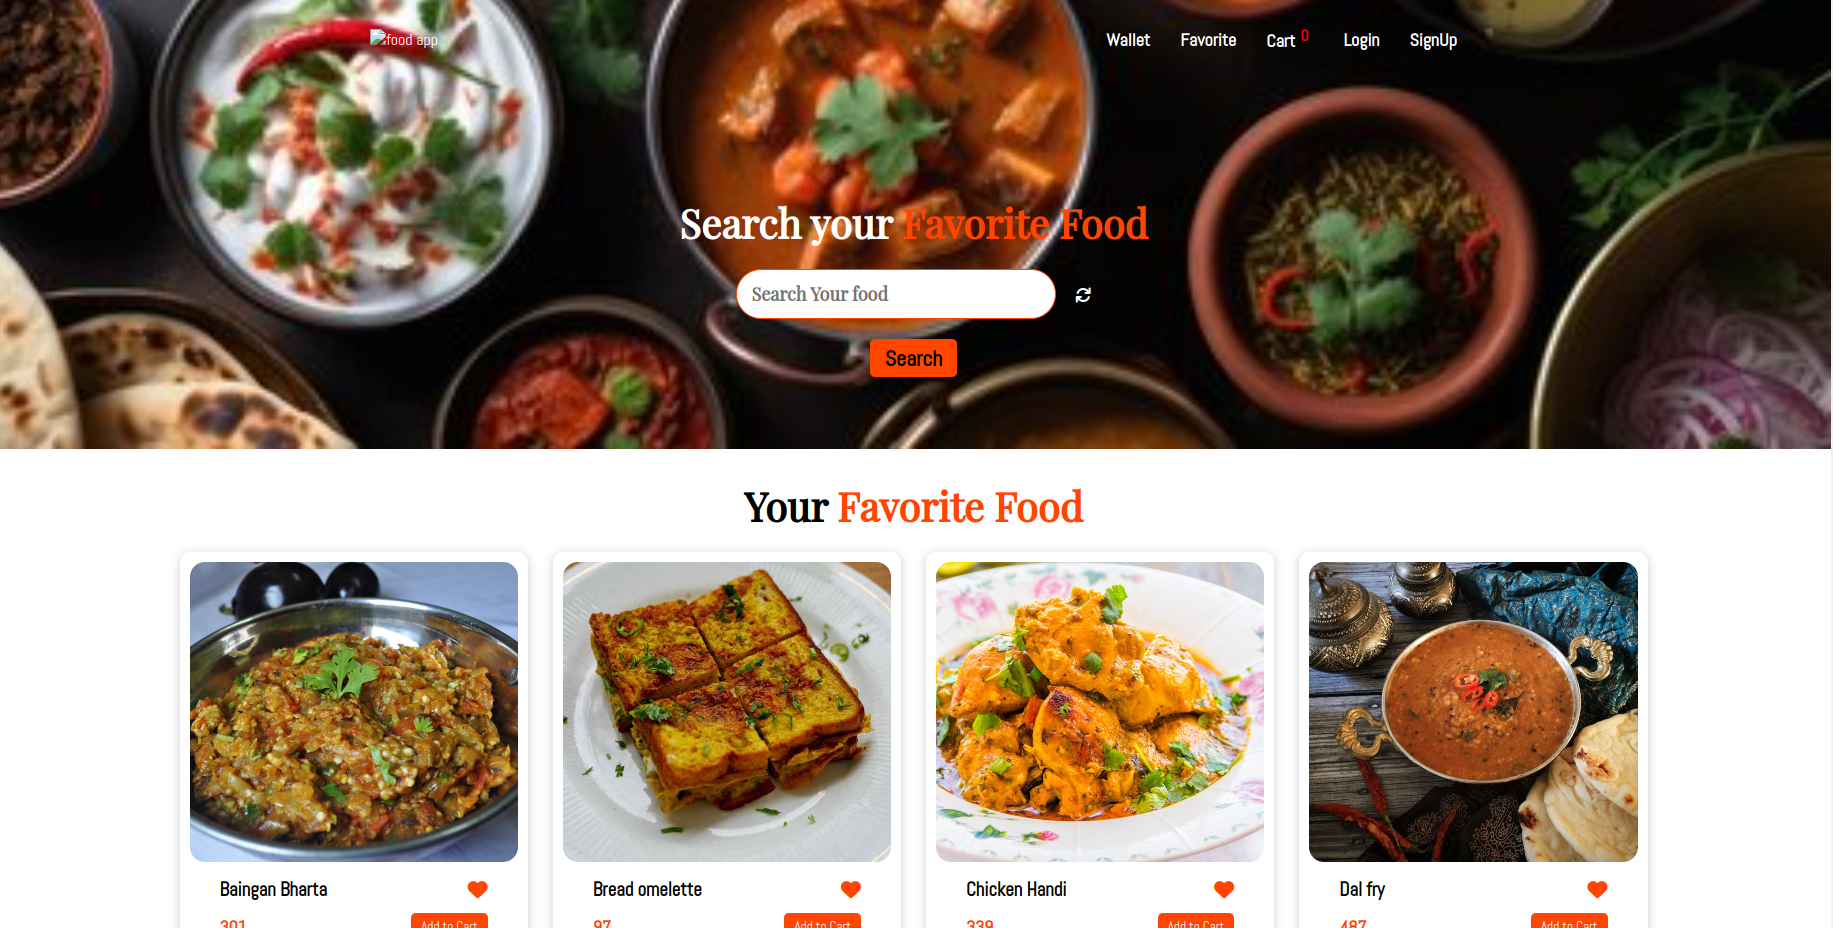 food app
Wallet Favorite Cart 0 Login SignUp
Search your Favorite Food
Search Your food
Search
Your Favorite Food
Baingan Bharta
Bread omelette
Chicken Handi
Dal fry
301 Add to Cart
97 Add to Cart
339 Add to Cart
487 Add to Cart